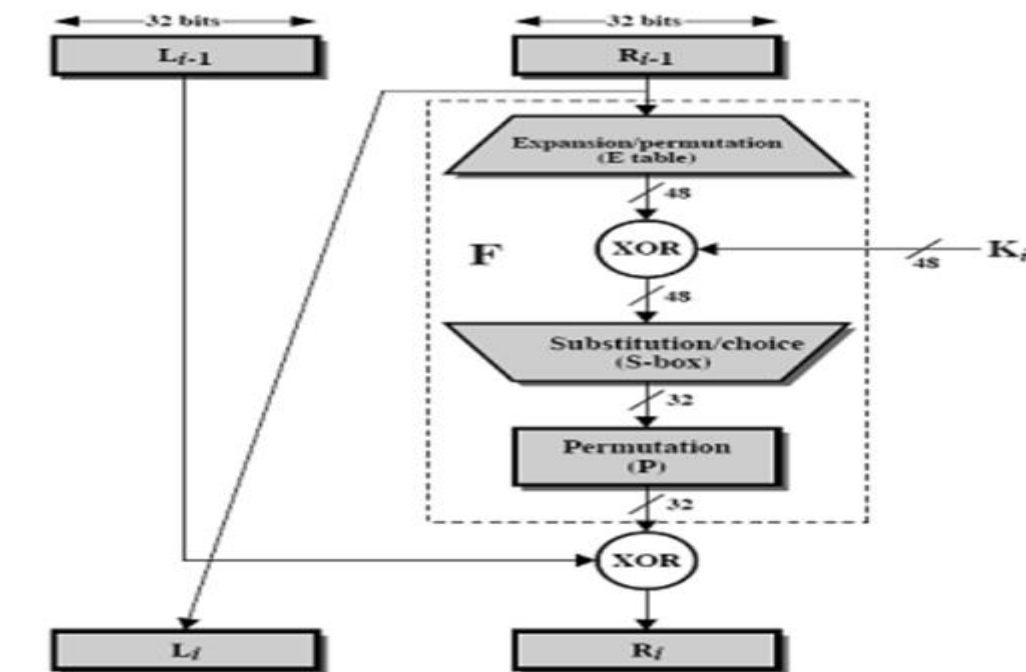 32 bits
32 bits
Li-1
Ri-1
Expansion/permutation
(E table)
48
F
XOR
48
Ki
48
Substitution/choice
(S-box)
32
Permutation
(P)
32
XOR
Li
Ri